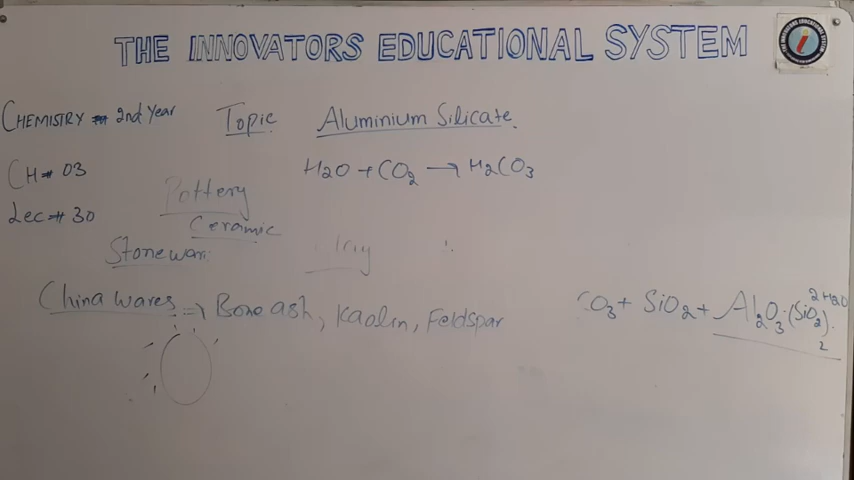 THE INNOVATORS EDUCATIONAL SYSTEM
CHEMISTRY 2nd Year Topic Aluminium Silicate.
CH# 03 H2O + CO2 → H2CO3
Lec# 30 Pottery
Ceramic
Stonewar
China wares ⇒ Bone ash, Kaolin, Feldspar
CO3 + SiO2 + Al2O3.(SiO2)2.2H2O